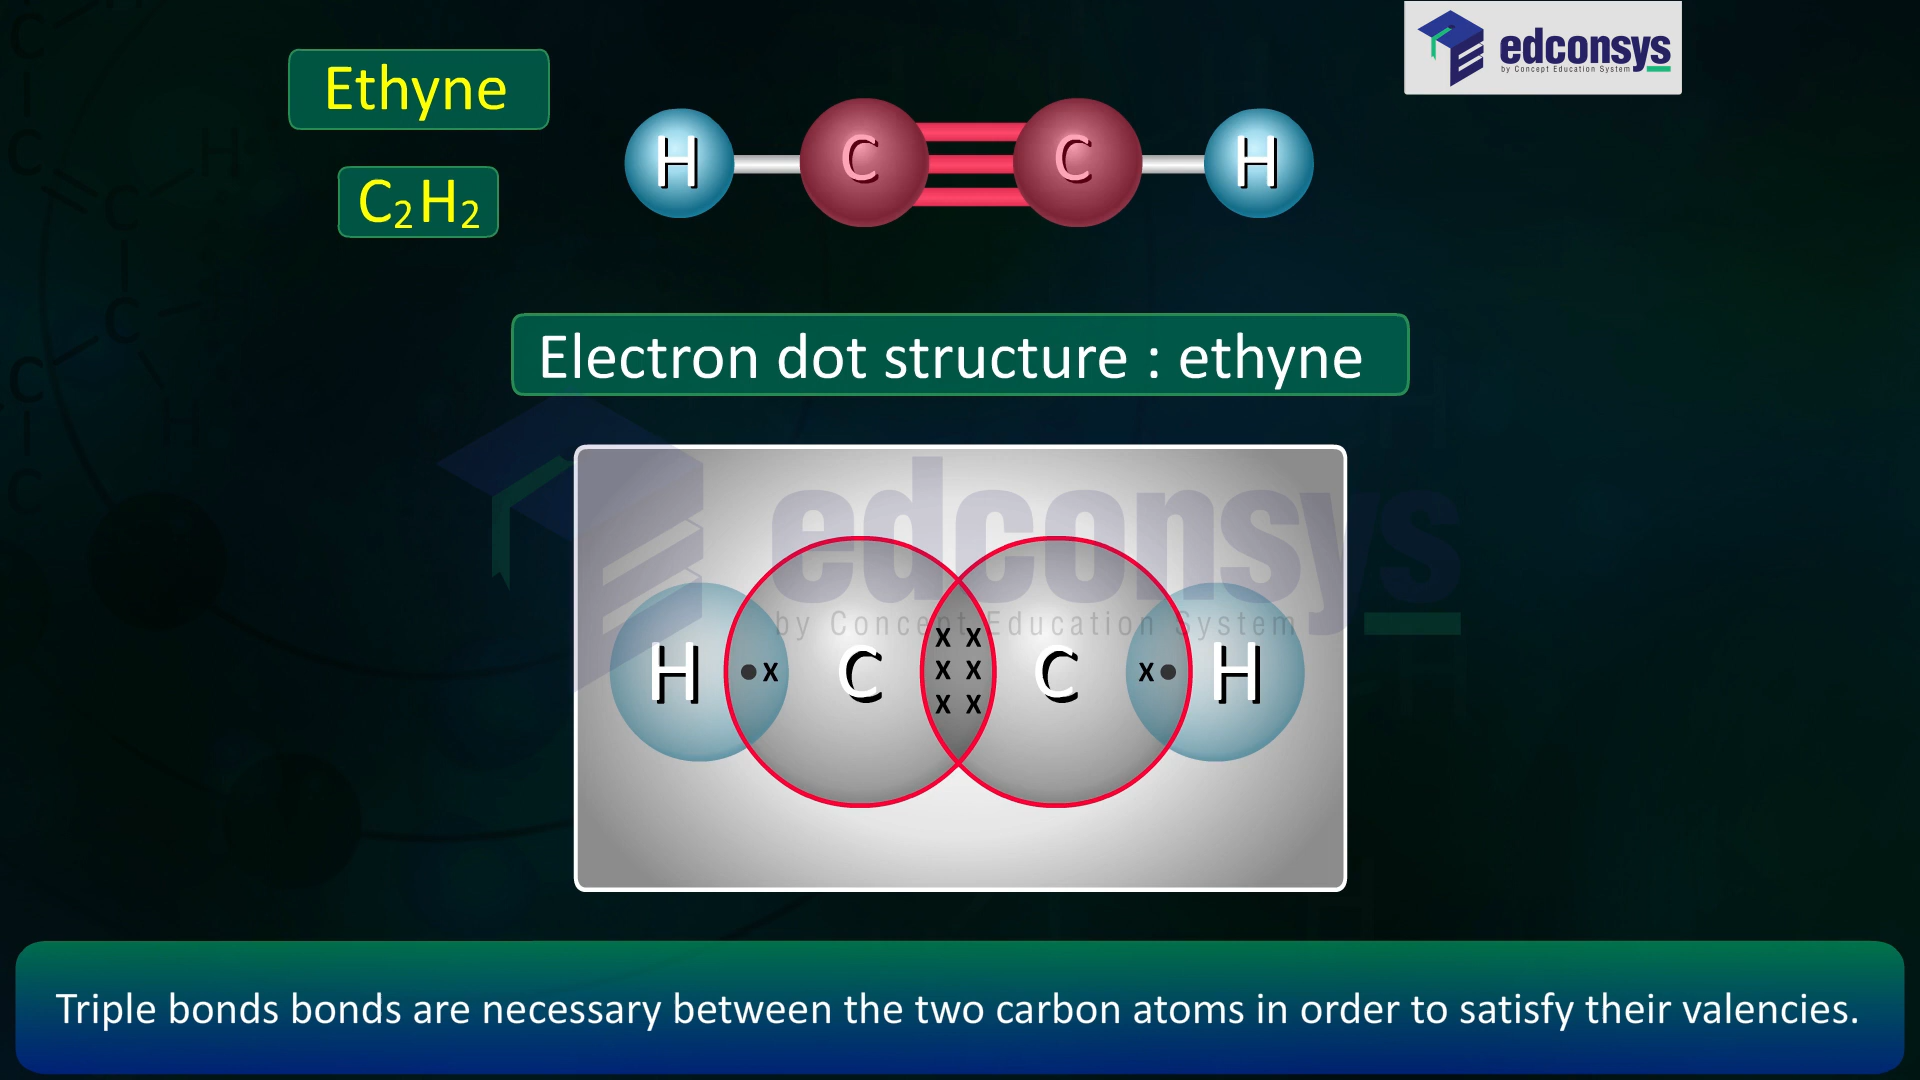 edconsys
by Concept Education System
Ethyne
C₂H₂
H C C H
Electron dot structure : ethyne
edconsys
by Concept Education System
x x
H •x C x x C x• H
x x
Triple bonds bonds are necessary between the two carbon atoms in order to satisfy their valencies.